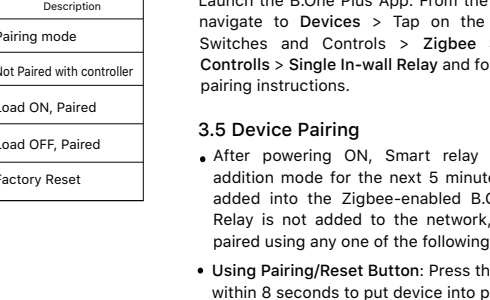 Description
Pairing mode
Not Paired with controller
Load ON, Paired
Load OFF, Paired
Factory Reset
Launch the B.One Plus App. From the
navigate to Devices > Tap on the
Switches and Controls > Zigbee
Controlls > Single In-wall Relay and fo
pairing instructions.
3.5 Device Pairing
• After powering ON, Smart relay
addition mode for the next 5 minute
added into the Zigbee-enabled B.
Relay is not added to the network,
paired using any one of the following
• Using Pairing/Reset Button: Press th
within 8 seconds to put device into p